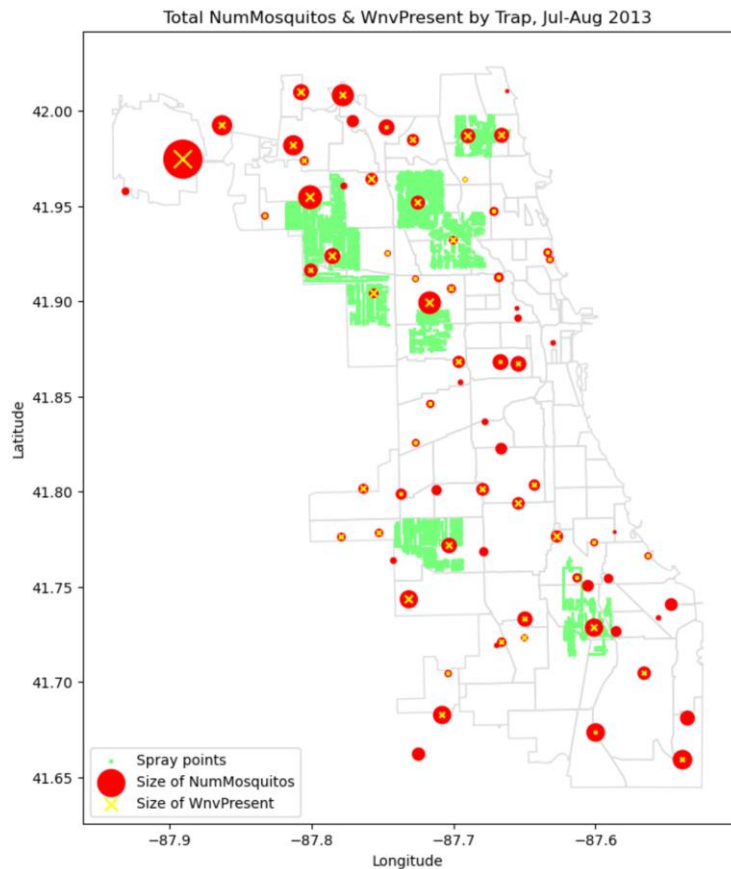 Total NumMosquitos & WnvPresent by Trap, Jul-Aug 2013
42.00
41.95
41.90
41.85
41.80
41.75
41.70
41.65
Latitude
Spray points
Size of NumMosquitos
Size of WnvPresent
−87.9 −87.8 −87.7 −87.6
Longitude